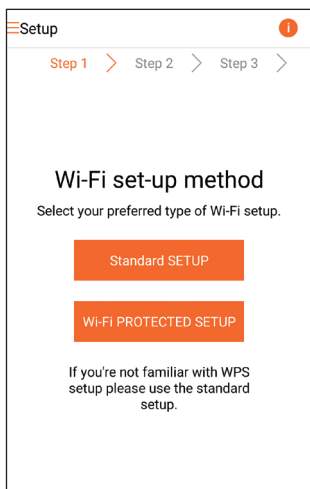 Setup
i
Step 1 Step 2 Step 3
Wi-Fi set-up method
Select your preferred type of Wi-Fi setup.
Standard SETUP
Wi-Fi PROTECTED SETUP
If you're not familiar with WPS
setup please use the standard
setup.